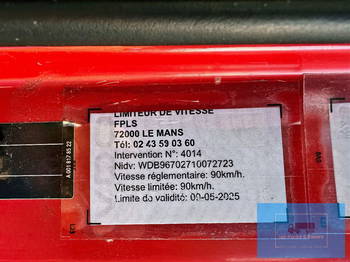 LIMITEUR DE VITESSE
FPLS
72000 LE MANS
Tél: 02 43 59 03 60
Intervention N°: 4014
Nidv: WDB96702710072723
Vitesse réglementaire: 90km/h.
Vitesse limitée: 90km/h.
Limite de validité: 09-05-2025